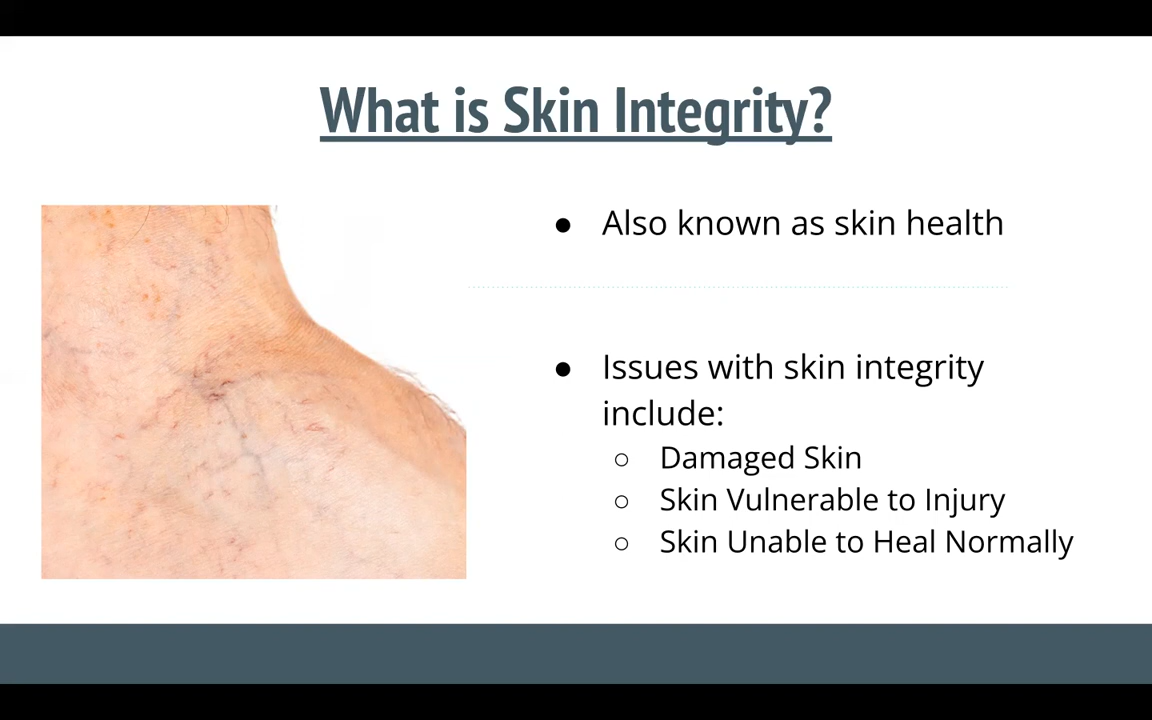 What is Skin Integrity?
● Also known as skin health
● Issues with skin integrity
include:
○ Damaged Skin
○ Skin Vulnerable to Injury
○ Skin Unable to Heal Normally